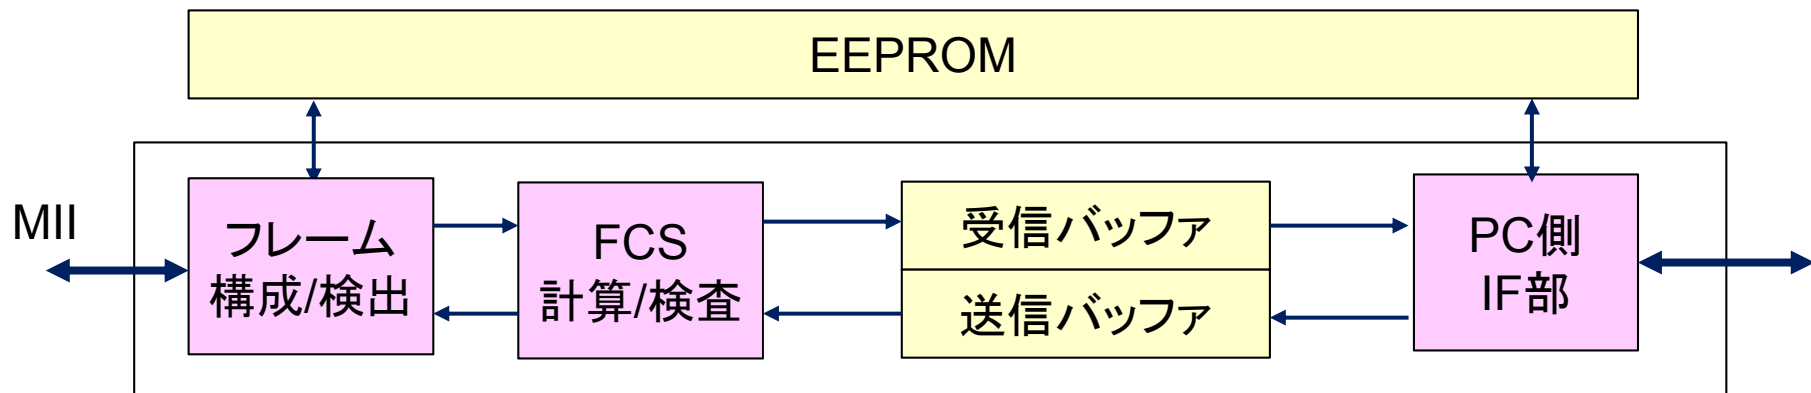 EEPROM
MII
フレーム
構成/検出
FCS
計算/検査
受信バッファ
送信バッファ
PC側
IF部